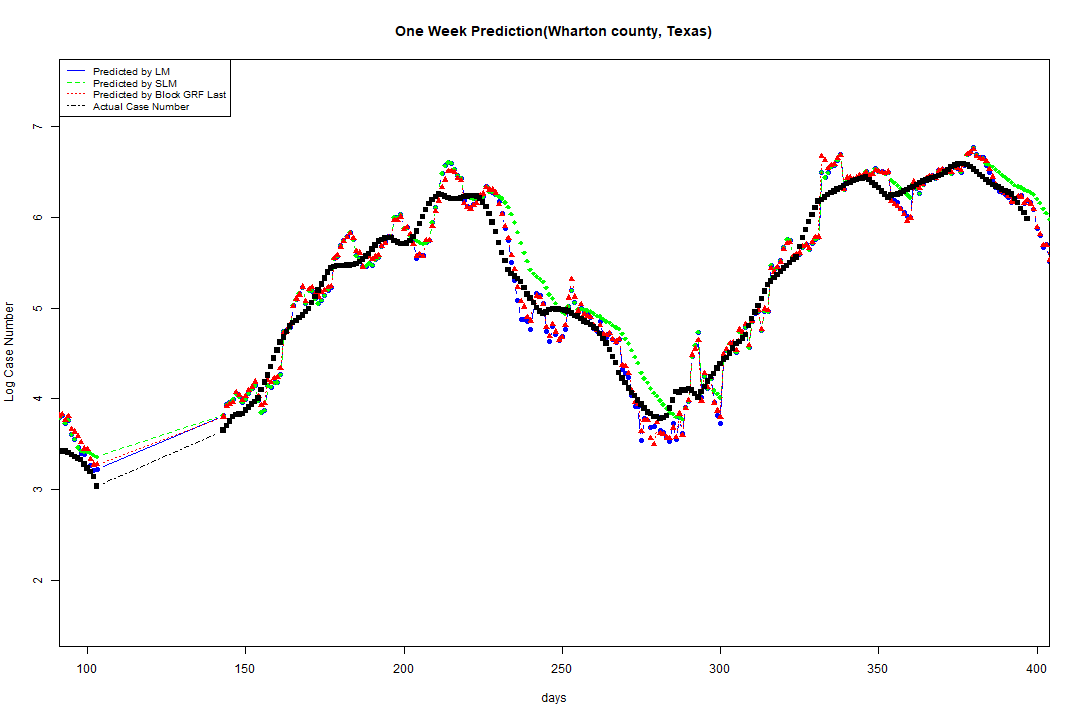 One Week Prediction(Wharton county, Texas)
Predicted by LM
Predicted by SLM
Predicted by Block GRF Last
Actual Case Number
7
6
5
4
3
2
Log Case Number
100 150 200 250 300 350 400
days